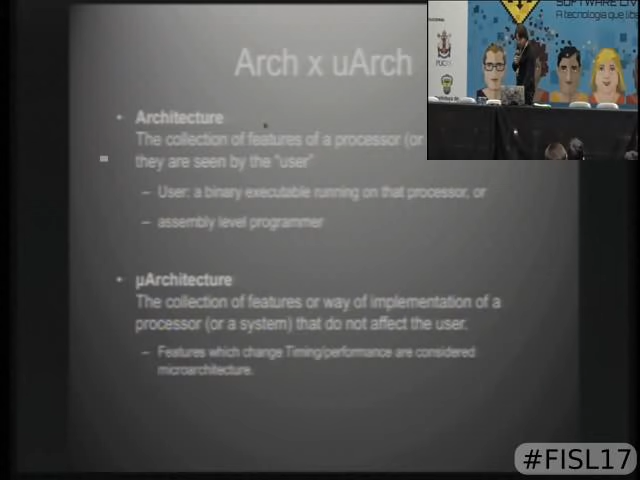 SOFTWARE LIV
A tecnologia que libe
PUCRS
Arch x uArch
• Architecture
The collection of features of a processor (or
they are seen by the "user"
– User: a binary executable running on that processor, or
– assembly level programmer
• µArchitecture
The collection of features or way of implementation of a
processor (or a system) that do not affect the user.
– Features which change Timing/performance are considered
microarchitecture.
#FISL17